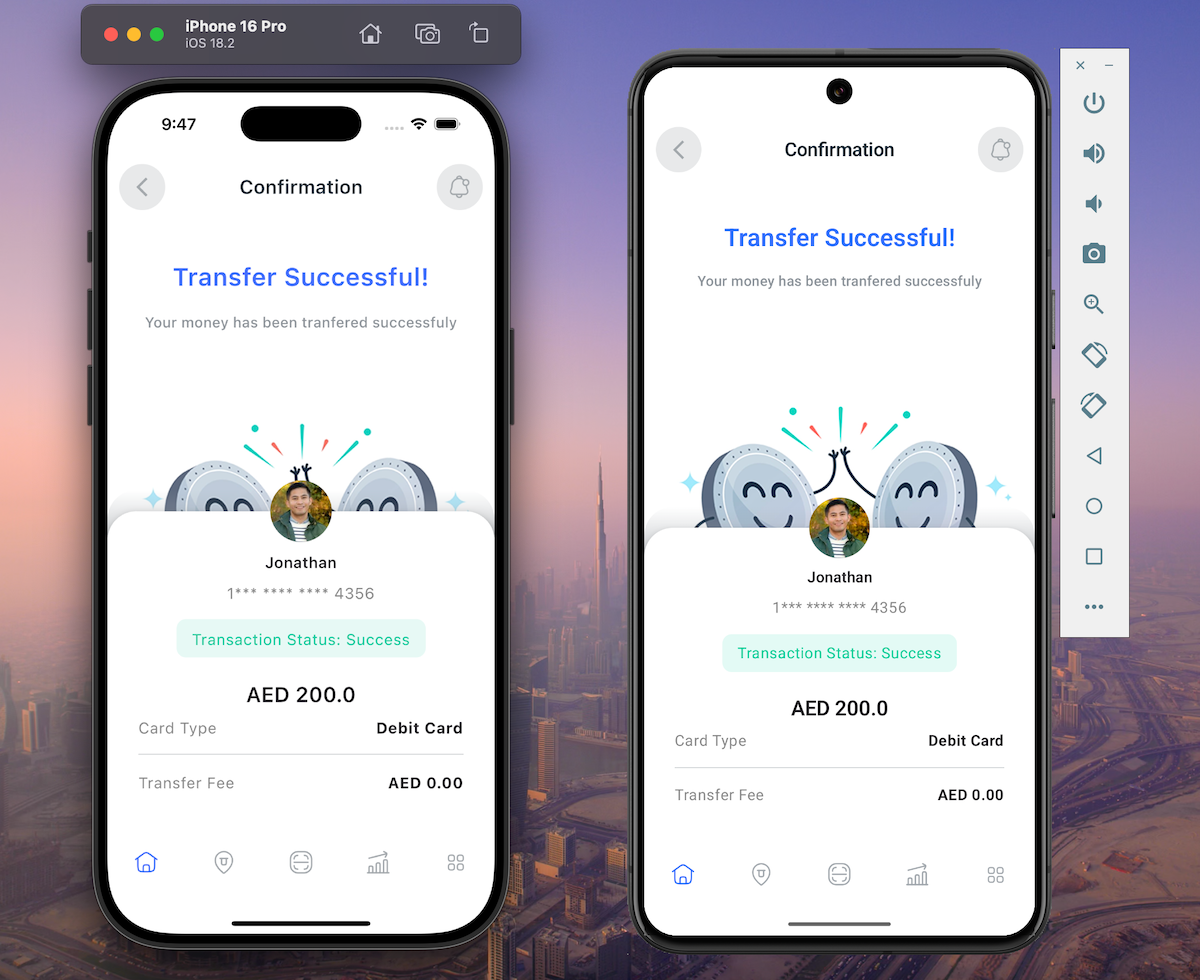 iPhone 16 Pro
iOS 18.2
9:47
Confirmation
Transfer Successful!
Your money has been tranfered successfuly
Jonathan
1*** **** **** 4356
Transaction Status: Success
AED 200.0
Card Type Debit Card
Transfer Fee AED 0.00
Confirmation
Transfer Successful!
Your money has been tranfered successfuly
Jonathan
1*** **** **** 4356
Transaction Status: Success
AED 200.0
Card Type Debit Card
Transfer Fee AED 0.00